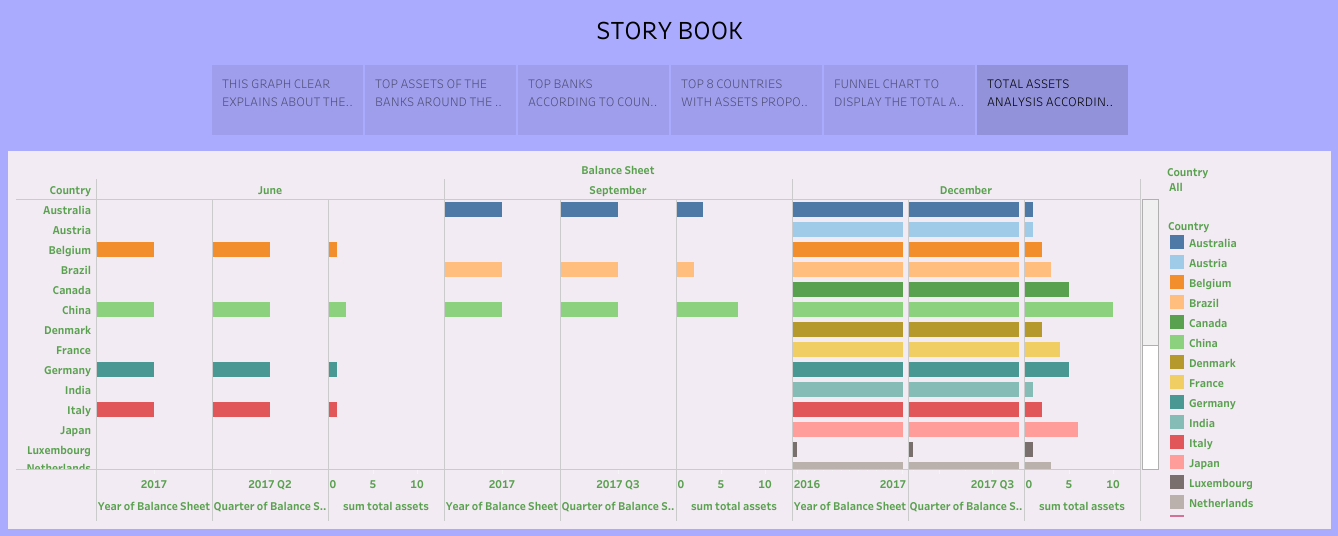 STORY BOOK
THIS GRAPH CLEAR
EXPLAINS ABOUT THE..
TOP ASSETS OF THE
BANKS AROUND THE ..
TOP BANKS
ACCORDING TO COUN..
TOP 8 COUNTRIES
WITH ASSETS PROPO..
FUNNEL CHART TO
DISPLAY THE TOTAL A..
TOTAL ASSETS
ANALYSIS ACCORDIN..
Balance Sheet
Country June September December
Australia
Austria
Belgium
Brazil
Canada
China
Denmark
France
Germany
India
Italy
Japan
Luxembourg
Netherlands
2017 2017 Q2 0 5 10 2017 2017 Q3 0 5 10 2016 2017 2017 Q3 0 5 10
Year of Balance Sheet Quarter of Balance S.. sum total assets Year of Balance Sheet Quarter of Balance S.. sum total assets Year of Balance Sheet Quarter of Balance S.. sum total assets
Country
All
Country
Australia
Austria
Belgium
Brazil
Canada
China
Denmark
France
Germany
India
Italy
Japan
Luxembourg
Netherlands